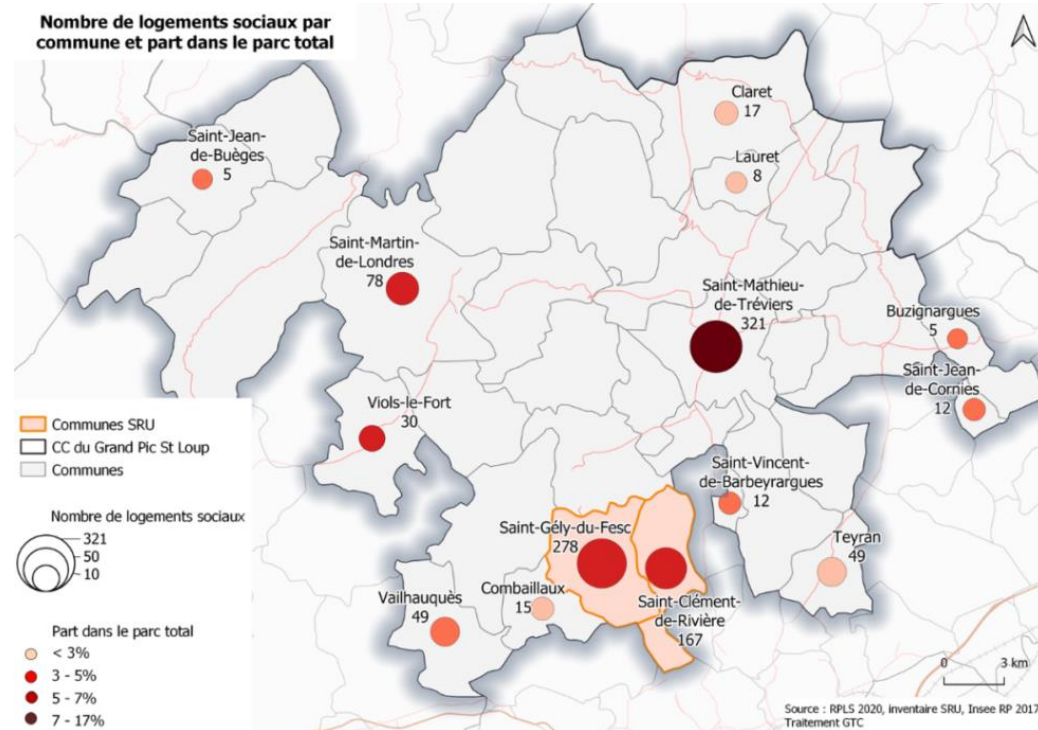 Nombre de logements sociaux par
commune et part dans le parc total
Claret
17
Saint-Jean-
de-Buèges
5
Lauret
8
Saint-Martin-
de-Londres
78
Saint-Mathieu-
de-Tréviers
321
Buzignargues
5
Saint-Jean-
de-Cornies
12
Viols-le-Fort
30
Saint-Vincent-
de-Barbeyrargues
12
Saint-Gély-du-Fesc
278
Teyran
49
Combaillaux
15
Vailhauquès
49
Saint-Clément-
de-Rivière
167
Communes SRU
CC du Grand Pic St Loup
Communes
Nombre de logements sociaux
321
50
10
Part dans le parc total
< 3%
3 - 5%
5 - 7%
7 - 17%
0 3 km
Source : RPLS 2020, inventaire SRU, Insee RP 2017
Traitement GTC